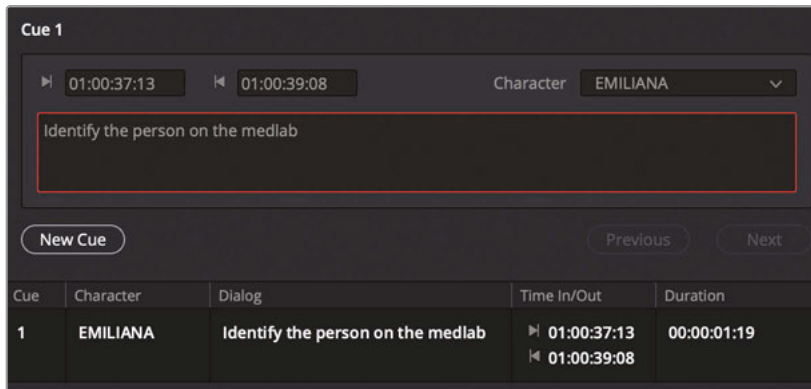 Cue 1
01:00:37:13 01:00:39:08 Character EMILIANA
Identify the person on the medlab
New Cue Previous Next
Cue Character Dialog Time In/Out Duration
1 EMILIANA Identify the person on the medlab 01:00:37:13 00:00:01:19
01:00:39:08